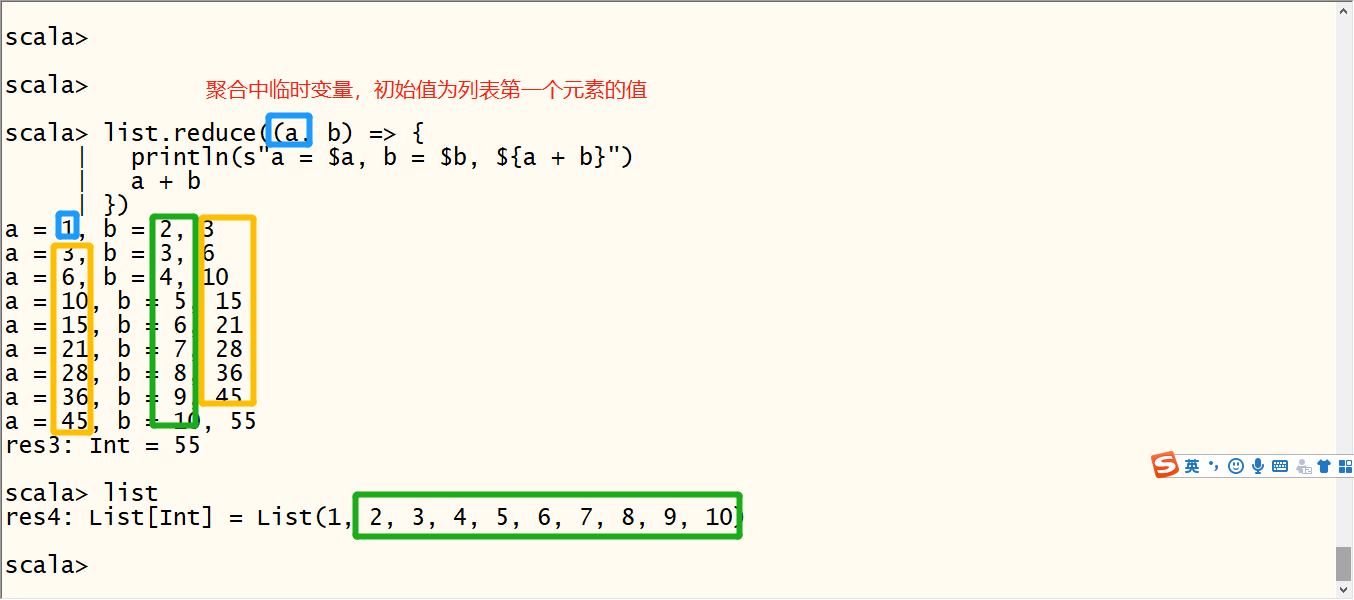 scala>
scala>
聚合中临时变量，初始值为列表第一个元素的值
scala> list.reduce((a, b) => {
     |   println(s"a = $a, b = $b, ${a + b}")
     |   a + b
     | })
a = 1, b = 2, 3
a = 3, b = 3, 6
a = 6, b = 4, 10
a = 10, b = 5, 15
a = 15, b = 6, 21
a = 21, b = 7, 28
a = 28, b = 8, 36
a = 36, b = 9, 45
a = 45, b = 10, 55
res3: Int = 55
scala> list
res4: List[Int] = List(1, 2, 3, 4, 5, 6, 7, 8, 9, 10)
scala>
S 英